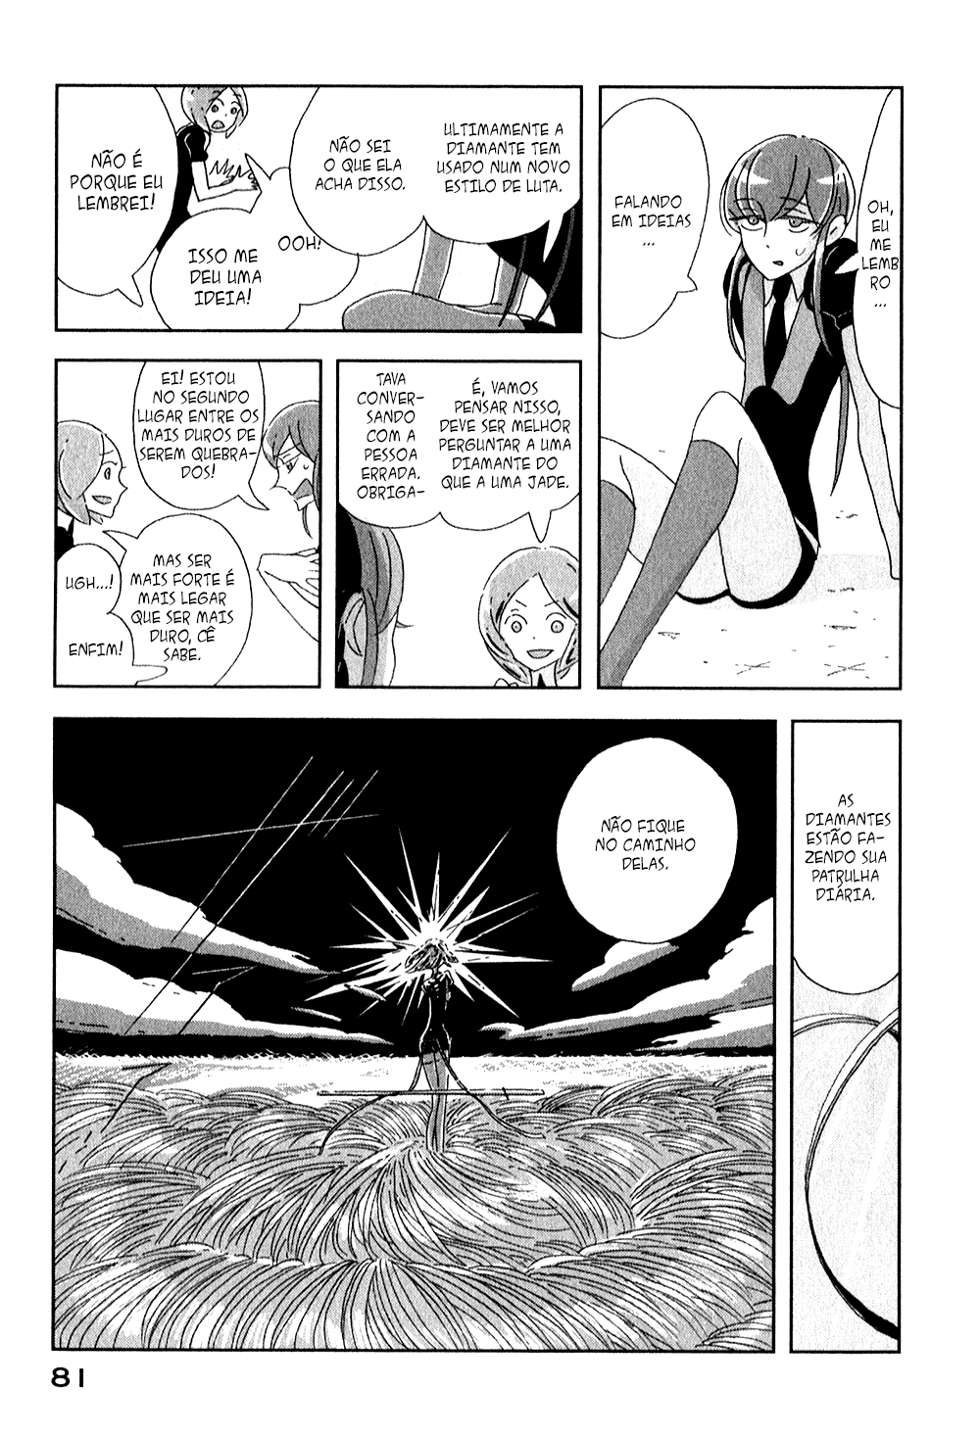 OH,
EU
ME
LEMB
RO
...
FALANDO
EM IDEIAS
...
ULTIMAMENTE A
DIAMANTE TEM
USADO NUM NOVO
ESTILO DE LUTA.
NÃO SEI
O QUE ELA
ACHA DISSO.
OOH!
ISSO ME
DEU UMA
IDEIA!
NÃO É
PORQUE EU
LEMBREI!
É, VAMOS
PENSAR NISSO,
DEVE SER MELHOR
PERGUNTAR A UMA
DIAMANTE DO
QUE A UMA JADE.
TAVA
CONVER-
SANDO
COM A
PESSOA
ERRADA.
OBRIGA-
EI! ESTOU
NO SEGUNDO
LUGAR ENTRE OS
MAIS DUROS DE
SEREM QUEBRA-
DOS!
MAS SER
MAIS FORTE É
MAIS LEGAR
QUE SER MAIS
DURO, CÊ
SABE.
UGH...!
ENFIM!
AS
DIAMANTES
ESTÃO FA-
ZENDO SUA
PATRULHA
DIÁRIA.
NÃO FIQUE
NO CAMINHO
DELAS.
81